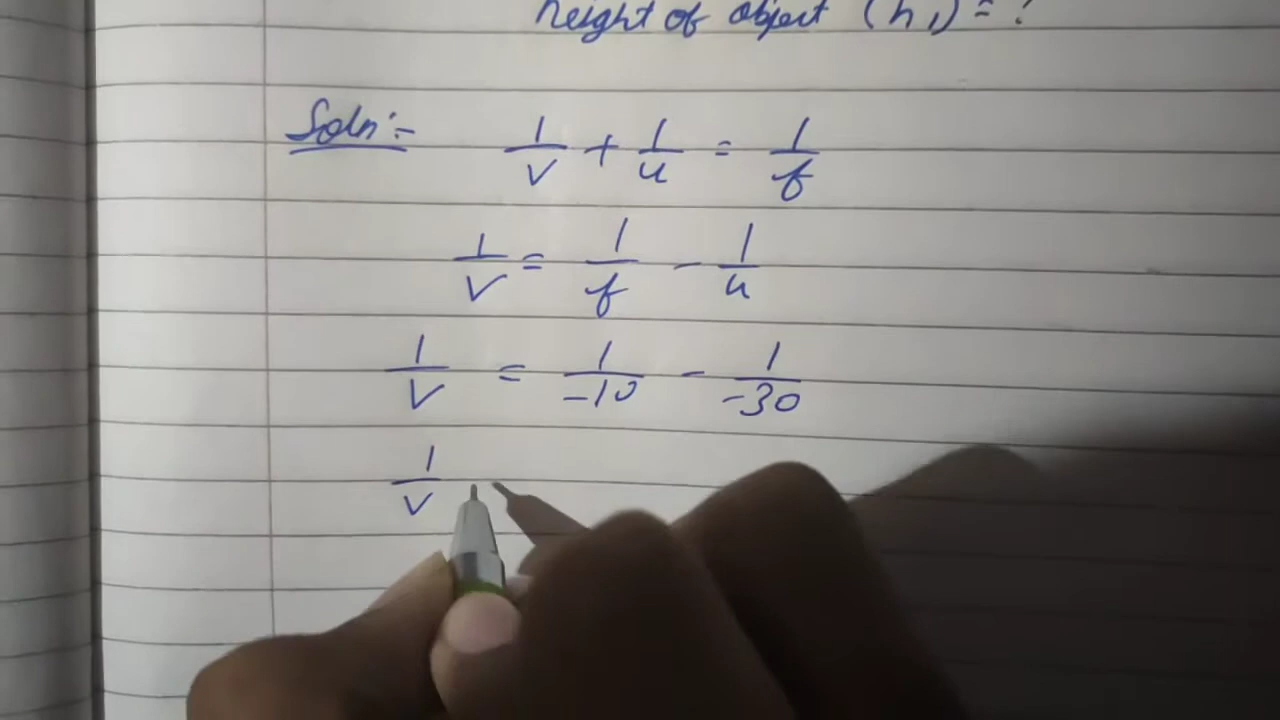 height of object (h1) = ?
Soln:- 1/v + 1/u = 1/f
1/v = 1/f - 1/u
1/v = 1/-10 - 1/-30
1/v